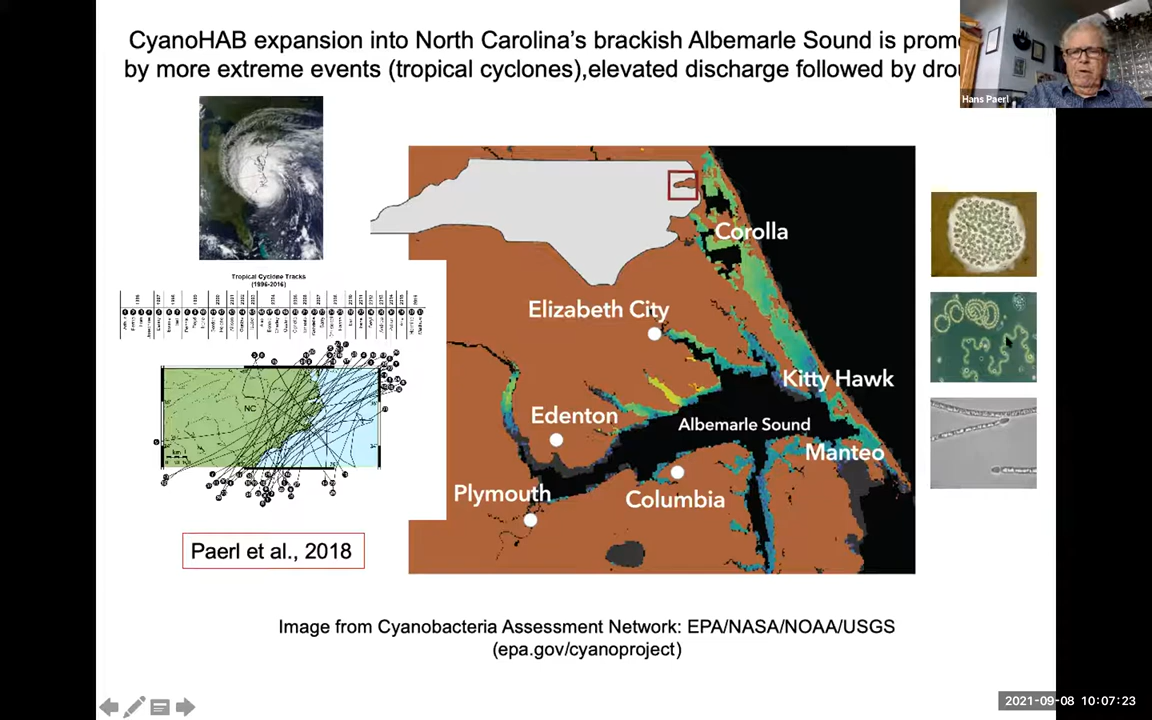 CyanoHAB expansion into North Carolina's brackish Albemarle Sound is prom
by more extreme events (tropical cyclones),elevated discharge followed by dro
Hans Paerl
Corolla
Elizabeth City
Tropical Cyclone Tracks
(1996-2016)
Kitty Hawk
NC
Edenton
Albemarle Sound
Manteo
km
Plymouth
Columbia
Paerl et al., 2018
Image from Cyanobacteria Assessment Network: EPA/NASA/NOAA/USGS
(epa.gov/cyanoproject)
2021-09-08 10:07:23